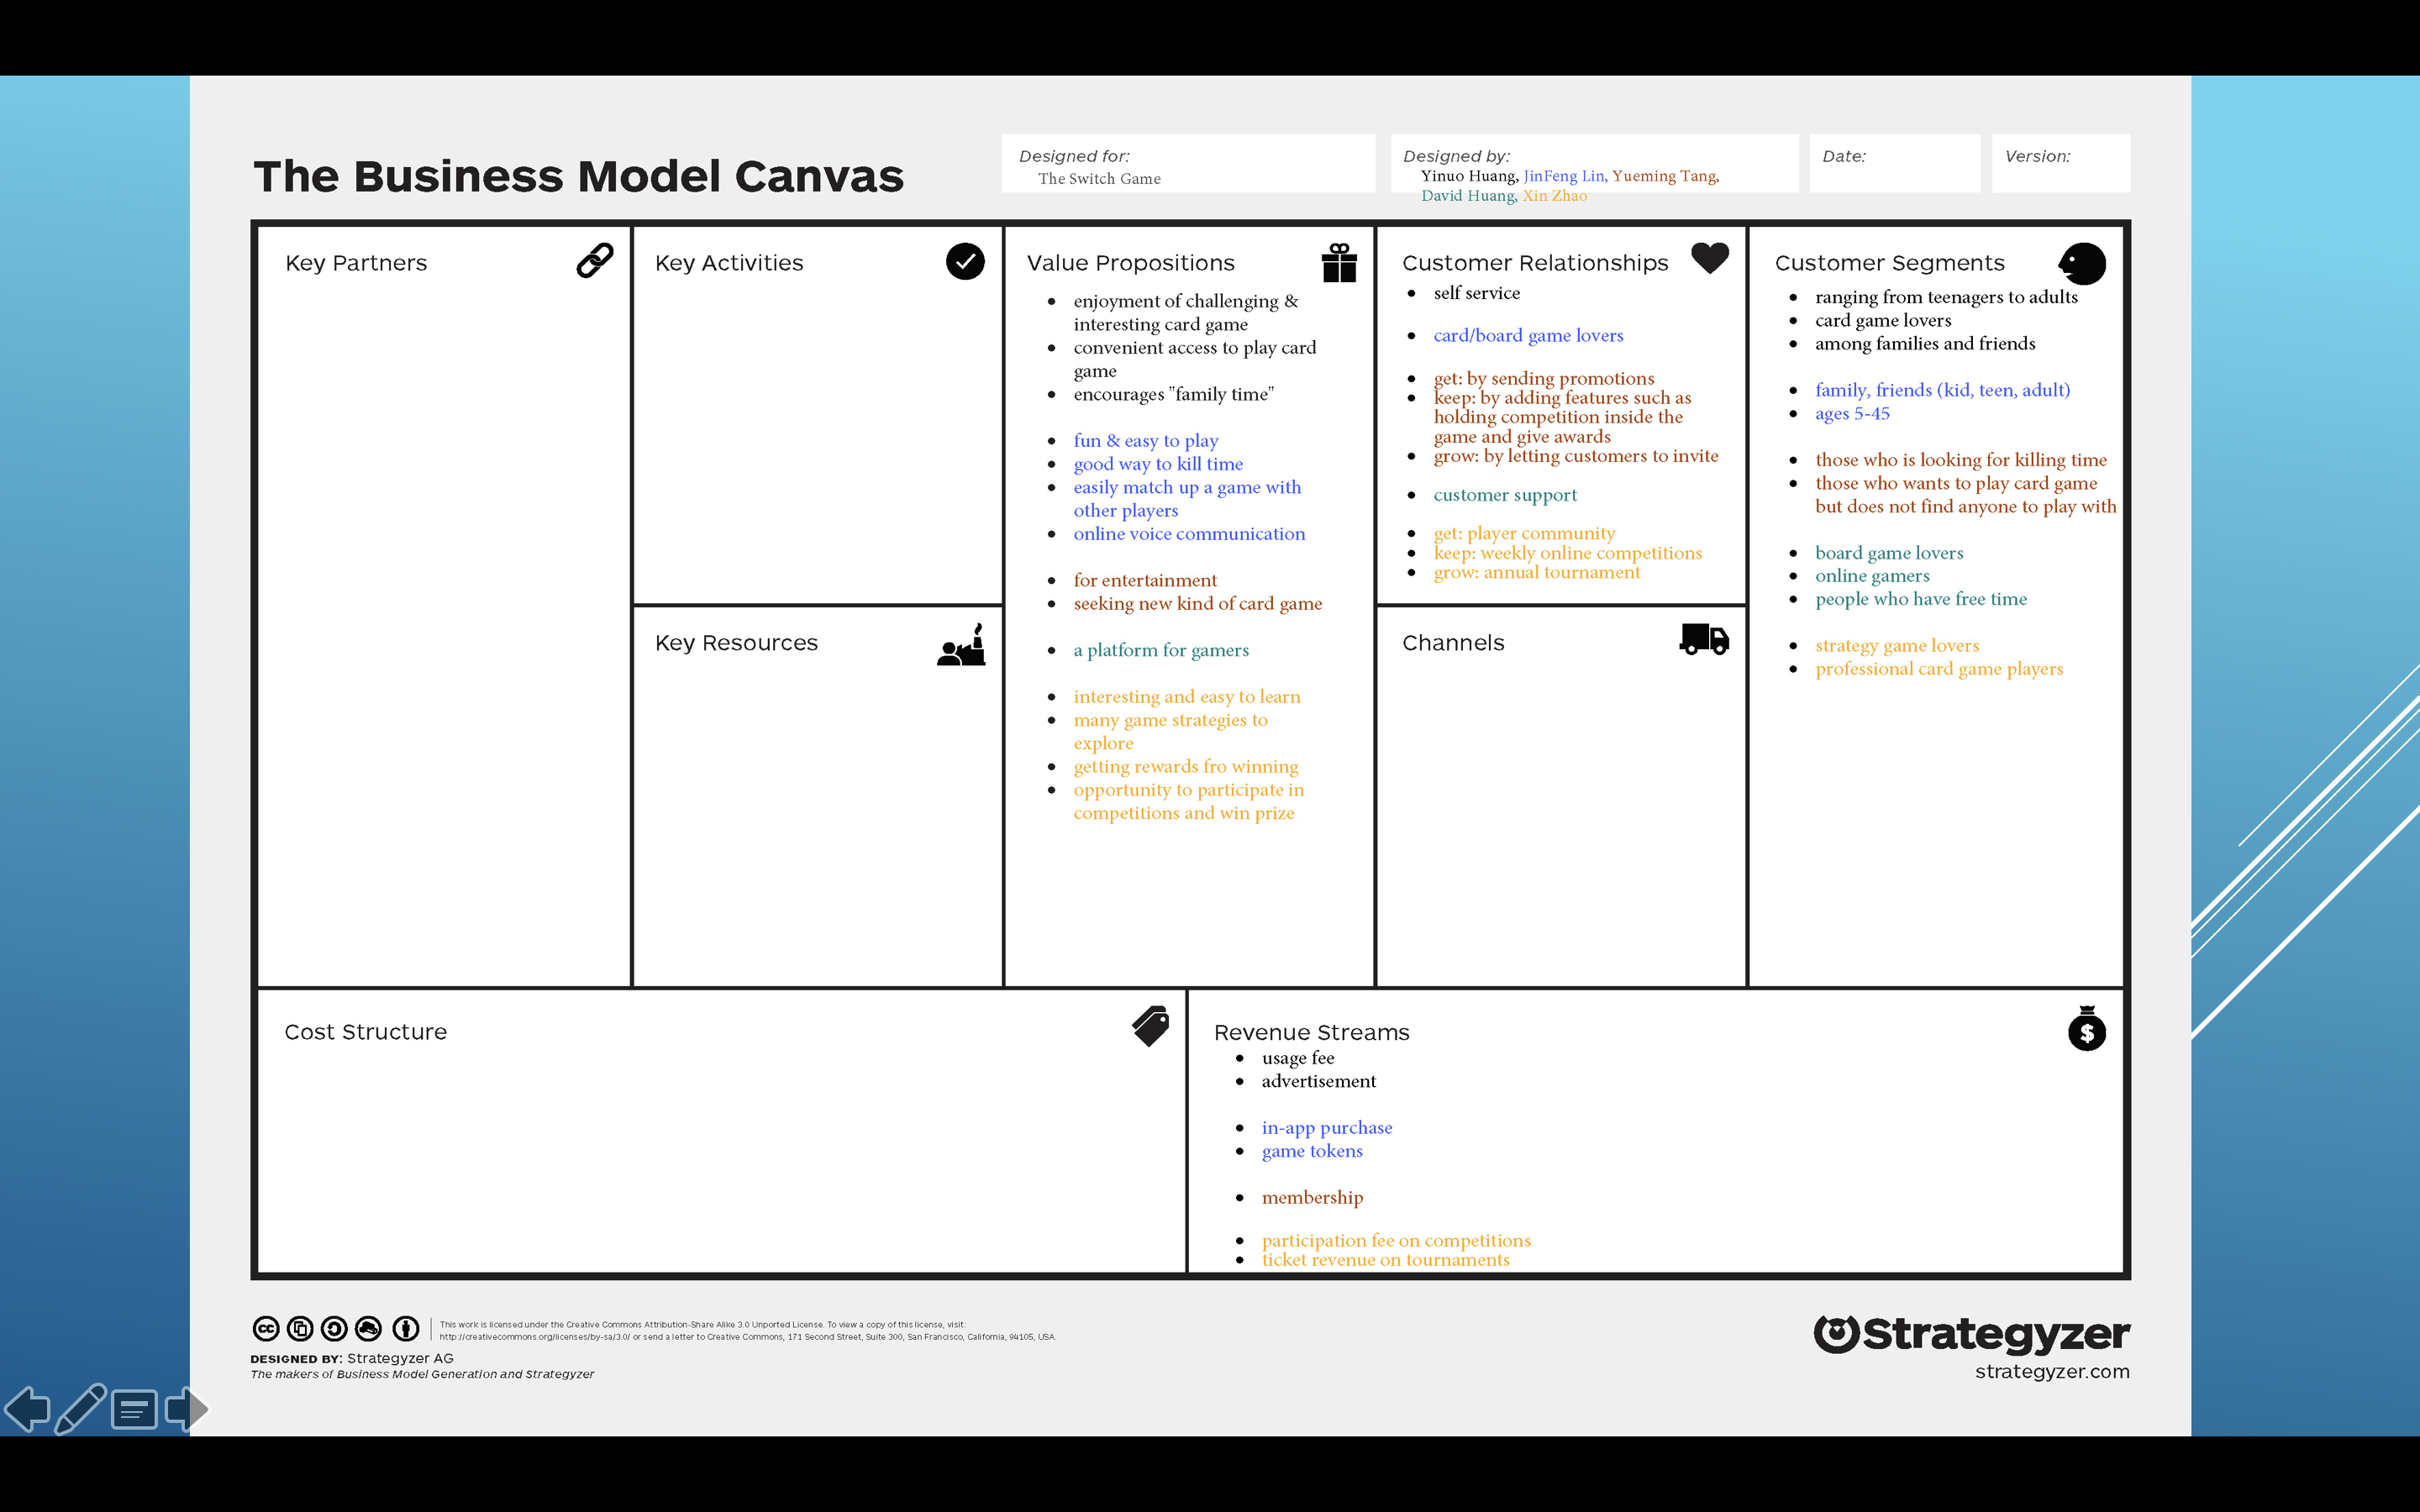 The Business Model Canvas
Designed for:
The Switch Game
Designed by:
Yinuo Huang, JinFeng Lin, Yueming Tang,
David Huang, Xin Zhao
Date:
Version:
Key Partners
Key Activities
Key Resources
Value Propositions
enjoyment of challenging &
interesting card game
convenient access to play card
game
encourages "family time"
fun & easy to play
good way to kill time
easily match up a game with
other players
online voice communication
for entertainment
seeking new kind of card game
a platform for gamers
interesting and easy to learn
many game strategies to
explore
getting rewards fro winning
opportunity to participate in
competitions and win prize
Customer Relationships
self service
card/board game lovers
get: by sending promotions
keep: by adding features such as
holding competition inside the
game and give awards
grow: by letting customers to invite
customer support
get: player community
keep: weekly online competitions
grow: annual tournament
Channels
Customer Segments
ranging from teenagers to adults
card game lovers
among families and friends
family, friends (kid, teen, adult)
ages 5-45
those who is looking for killing time
those who wants to play card game
but does not find anyone to play with
board game lovers
online gamers
people who have free time
strategy game lovers
professional card game players
Cost Structure
Revenue Streams
usage fee
advertisement
in-app purchase
game tokens
membership
participation fee on competitions
ticket revenue on tournaments
This work is licensed under the Creative Commons Attribution-Share Alike 3.0 Unported License. To view a copy of this license, visit:
http://creativecommons.org/licenses/by-sa/3.0/ or send a letter to Creative Commons, 171 Second Street, Suite 300, San Francisco, California, 94105, USA.
DESIGNED BY: Strategyzer AG
The makers of Business Model Generation and Strategyzer
Strategyzer
strategyzer.com